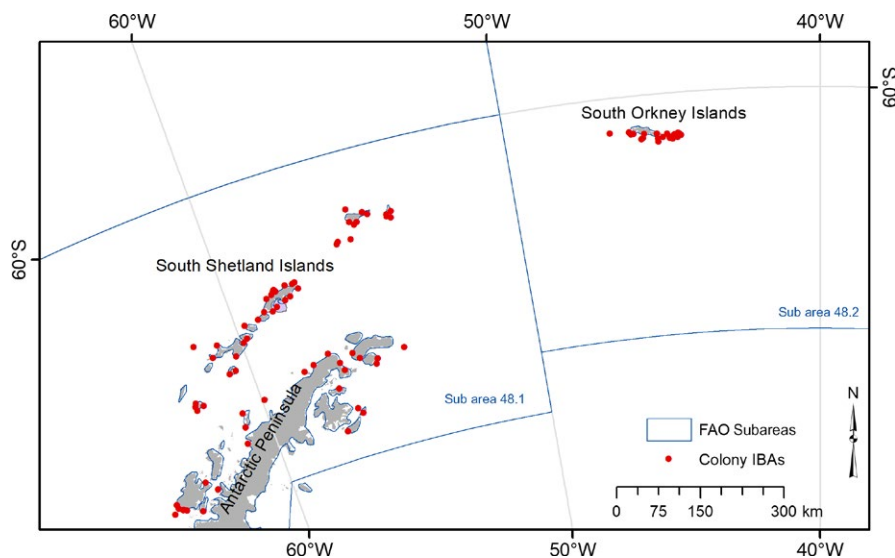 60°W
50°W
40°W
60°S
South Orkney Islands
60°S
South Shetland Islands
Sub area 48.2
Sub area 48.1
Antarctic Peninsula
N
FAO Subareas
Colony IBAs
0 75 150 300 km
60°W
50°W
40°W